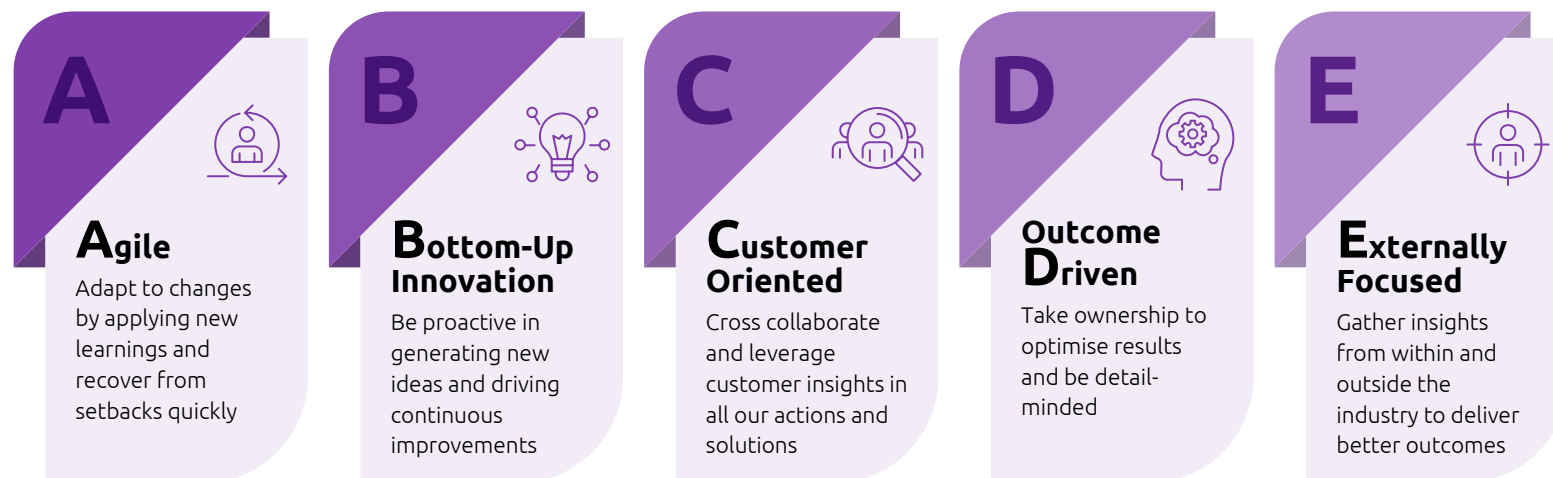 A
Agile
Adapt to changes
by applying new
learnings and
recover from
setbacks quickly
B
Bottom-Up
Innovation
Be proactive in
generating new
ideas and driving
continuous
improvements
C
Customer
Oriented
Cross collaborate
and leverage
customer insights in
all our actions and
solutions
D
Outcome
Driven
Take ownership to
optimise results
and be detail-
minded
E
Externally
Focused
Gather insights
from within and
outside the
industry to deliver
better outcomes